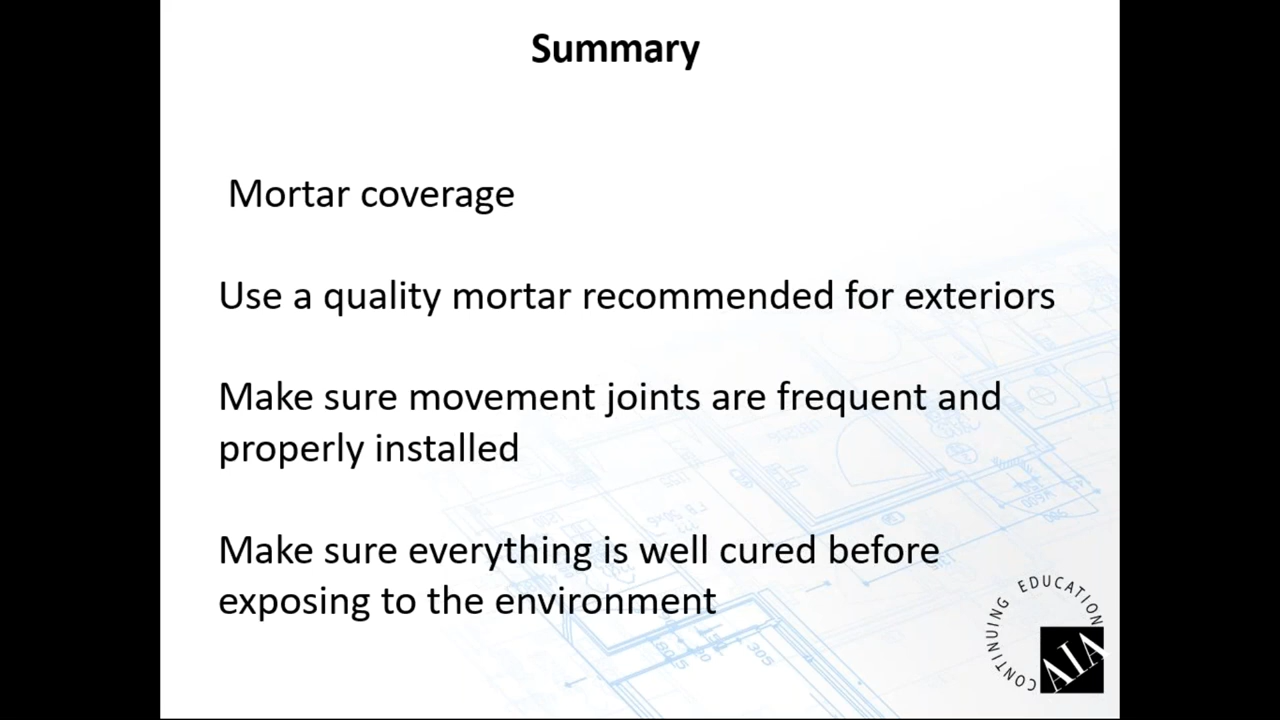 Summary
Mortar coverage
Use a quality mortar recommended for exteriors
Make sure movement joints are frequent and
properly installed
Make sure everything is well cured before
exposing to the environment
CONTINUING EDUCATION
AIA
305